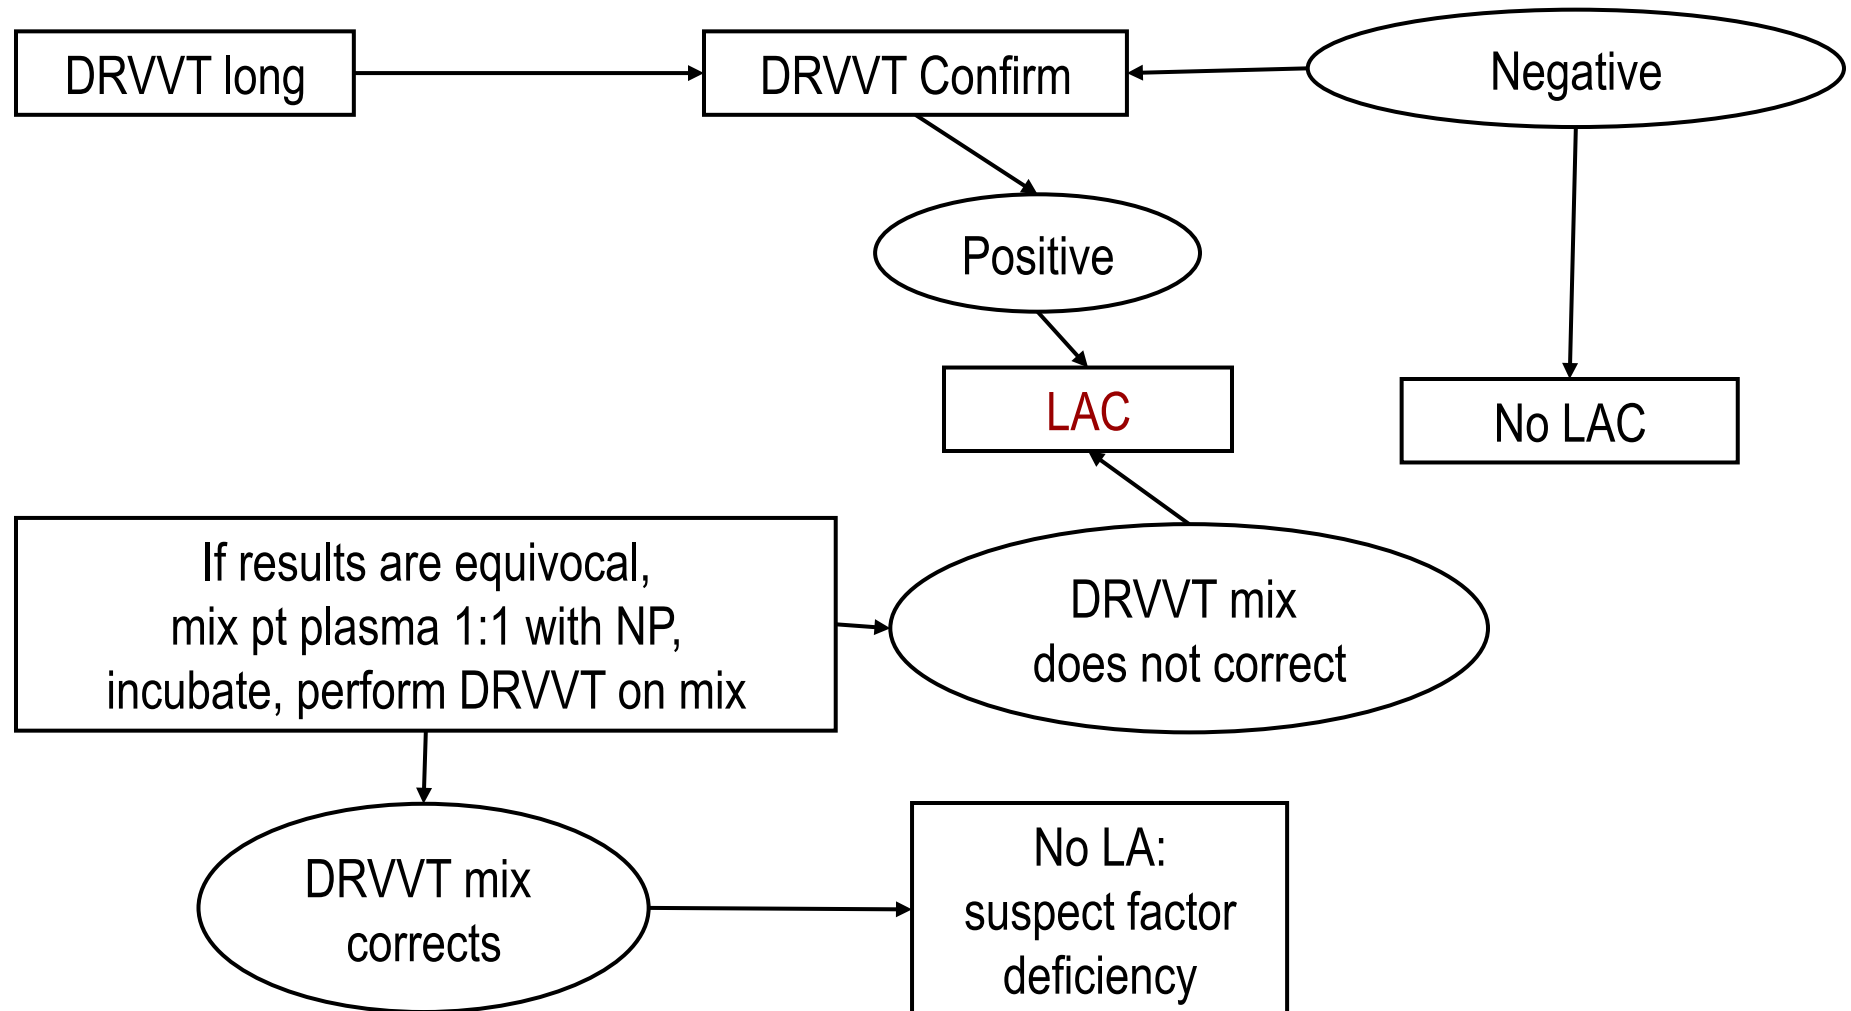 DRVVT long
DRVVT Confirm
Negative
Positive
LAC
No LAC
If results are equivocal,
mix pt plasma 1:1 with NP,
incubate, perform DRVVT on mix
DRVVT mix
does not correct
DRVVT mix
corrects
No LA:
suspect factor
deficiency